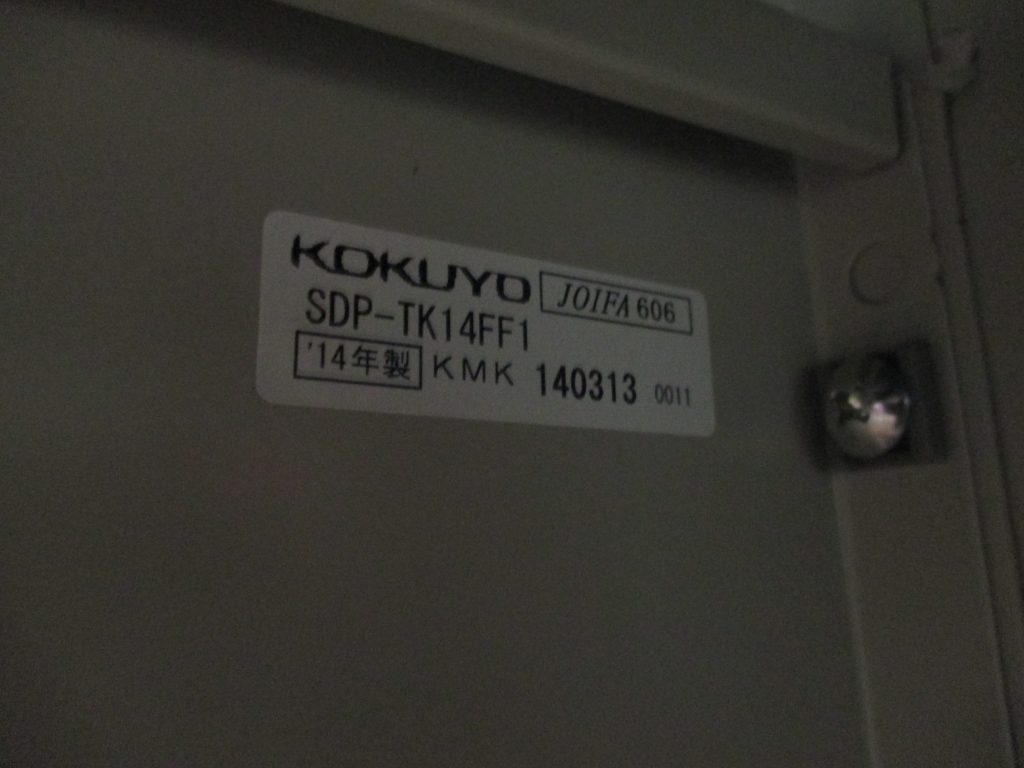 KOKUYO JOIFA 606
SDP-TK14FF1
'14年製 KMK 140313 0011